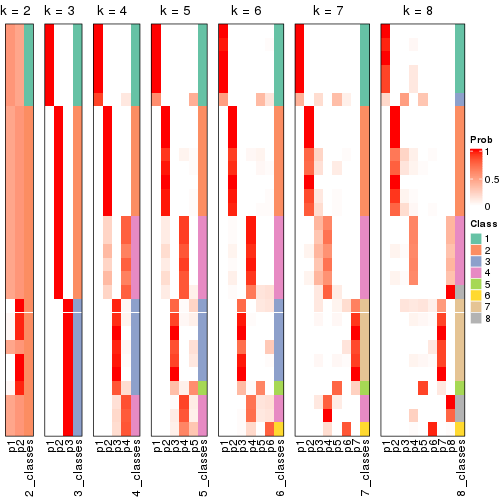 k = 2 k = 3 k = 4 k = 5 k = 6 k = 7 k = 8
Prob
1
0.5
0
Class
1
2
3
4
5
6
7
8
p1
p2
2_classes
p1
p2
p3
3_classes
p1
p2
p3
p4
4_classes
p1
p2
p3
p4
p5
5_classes
p1
p2
p3
p4
p5
p6
6_classes
p1
p2
p3
p4
p5
p6
p7
7_classes
p1
p2
p3
p4
p5
p6
p7
p8
8_classes